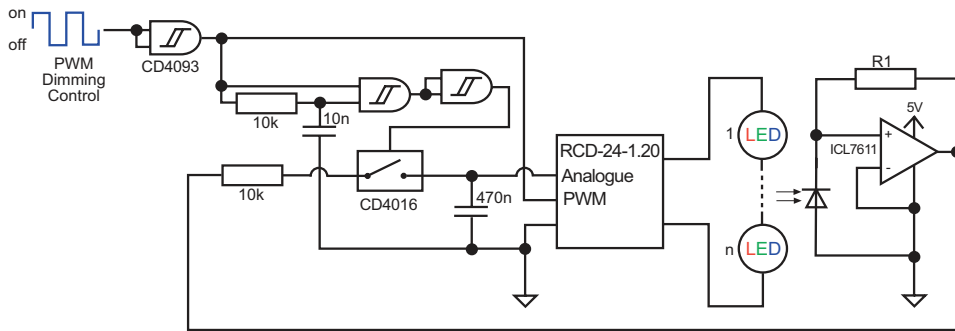 on
off
PWM
Dimming
Control
CD4093
10k
10n
10k
CD4016
470n
RCD-24-1.20
Analogue
PWM
1
LED
n
LED
R1
5V
+
ICL7611
-